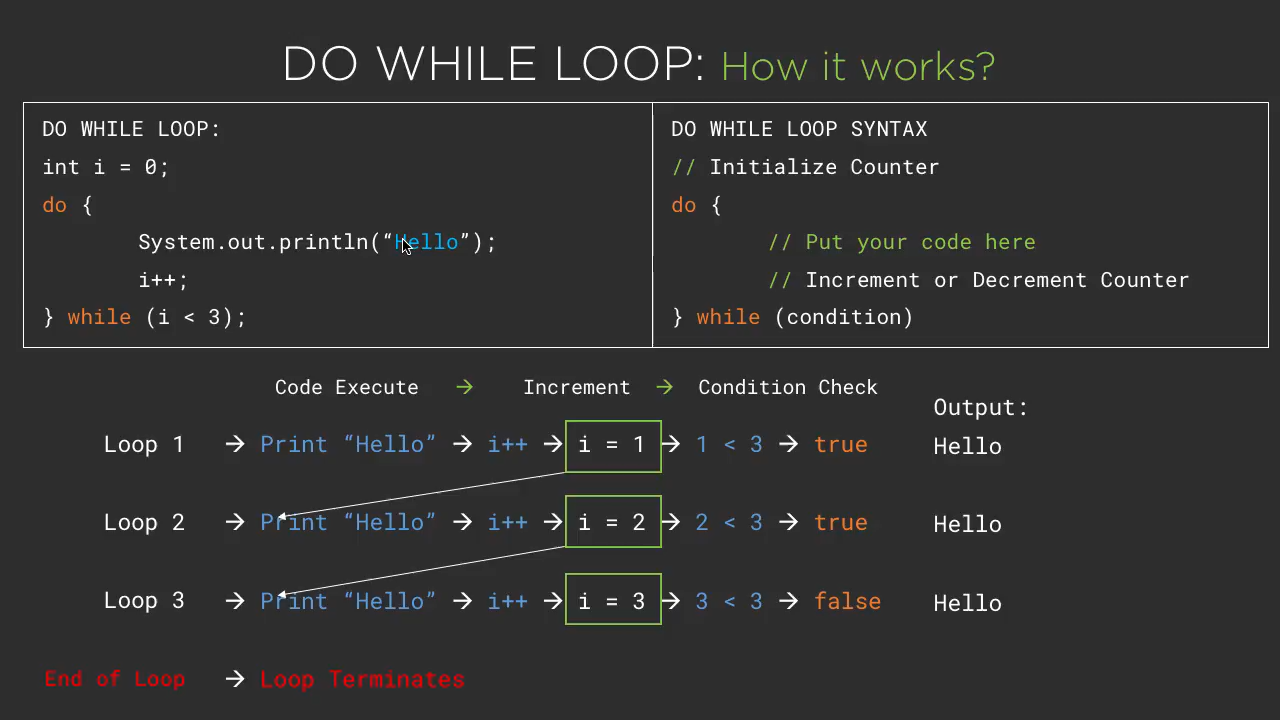 DO WHILE LOOP: How it works?
DO WHILE LOOP:
int i = 0;
do {
System.out.println(“Hello”);
i++;
} while (i < 3);
DO WHILE LOOP SYNTAX
// Initialize Counter
do {
// Put your code here
// Increment or Decrement Counter
} while (condition)
Code Execute → Increment → Condition Check
Output:
Loop 1 → Print “Hello” → i++ → i = 1 → 1 < 3 → true Hello
Loop 2 → Print “Hello” → i++ → i = 2 → 2 < 3 → true Hello
Loop 3 → Print “Hello” → i++ → i = 3 → 3 < 3 → false Hello
End of Loop → Loop Terminates